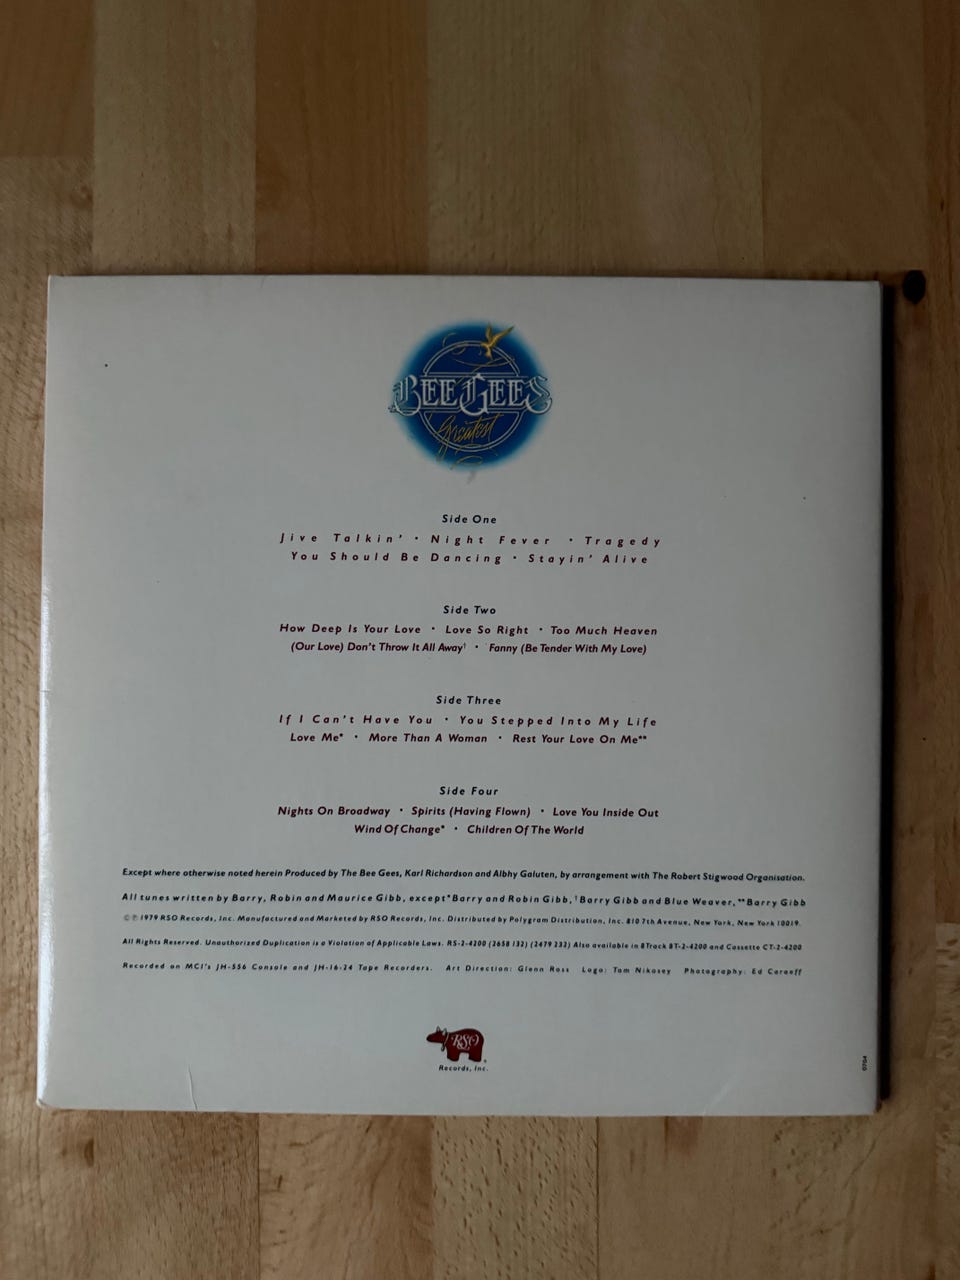 BEE GEES
Greatest
Side One
Jive Talkin' · Night Fever · Tragedy
You Should Be Dancing · Stayin' Alive
Side Two
How Deep Is Your Love · Love So Right · Too Much Heaven
(Our Love) Don't Throw It All Away† · Fanny (Be Tender With My Love)
Side Three
If I Can't Have You · You Stepped Into My Life
Love Me* · More Than A Woman · Rest Your Love On Me**
Side Four
Nights On Broadway · Spirits (Having Flown) · Love You Inside Out
Wind Of Change* · Children Of The World
Except where otherwise noted herein Produced by The Bee Gees, Karl Richardson and Albhy Galuten, by arrangement with The Robert Stigwood Organisation.
All tunes written by Barry, Robin and Maurice Gibb, except *Barry and Robin Gibb, †Barry Gibb and Blue Weaver, **Barry Gibb
©℗ 1979 RSO Records, Inc. Manufactured and Marketed by RSO Records, Inc. Distributed by Polygram Distribution, Inc. 810 7th Avenue, New York, New York 10019.
All Rights Reserved. Unauthorized Duplication is a Violation of Applicable Laws. RS-2-4200 (2658 132) (2479 232) Also available in 8Track 8T-2-4200 and Cassette CT-2-4200
Recorded on MCI's JH-556 Console and JH-16-24 Tape Recorders. Art Direction: Glenn Ross Logo: Tom Nikosey Photography: Ed Caraeff
RSO
Records, Inc.
0704